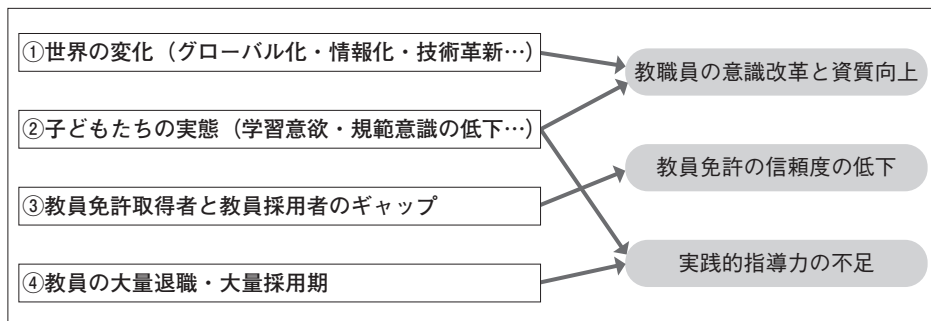 ①世界の変化（グローバル化・情報化・技術革新…）
教職員の意識改革と資質向上
②子どもたちの実態（学習意欲・規範意識の低下…）
教員免許の信頼度の低下
③教員免許取得者と教員採用者のギャップ
実践的指導力の不足
④教員の大量退職・大量採用期